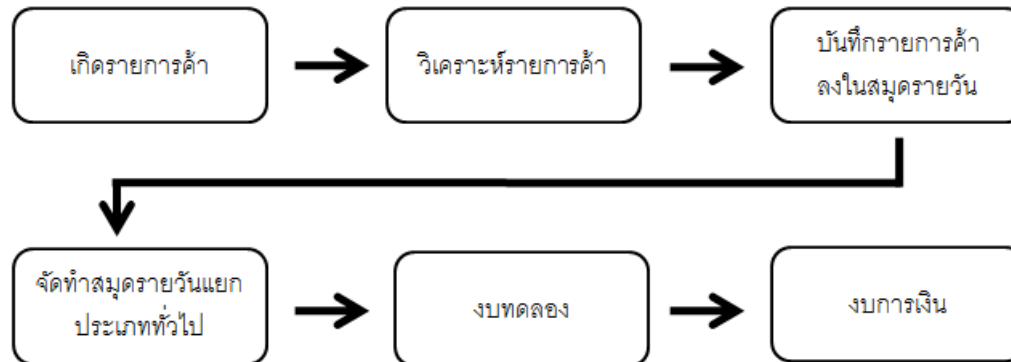 เกิดรายการค้า
วิเคราะห์รายการค้า
บันทึกรายการค้า
ลงในสมุดรายวัน
จัดทำสมุดรายวันแยก
ประเภททั่วไป
งบทดลอง
งบการเงิน